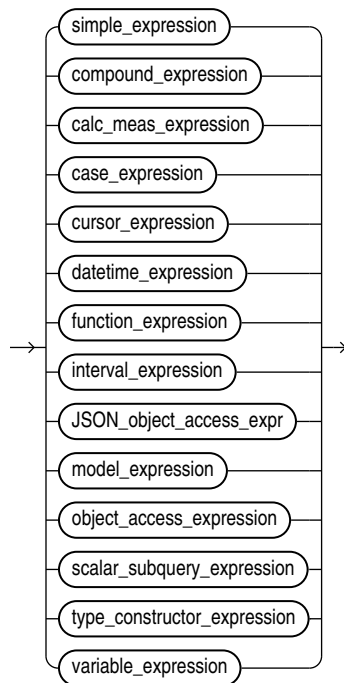 simple_expression
compound_expression
calc_meas_expression
case_expression
cursor_expression
datetime_expression
function_expression
interval_expression
JSON_object_access_expr
model_expression
object_access_expression
scalar_subquery_expression
type_constructor_expression
variable_expression